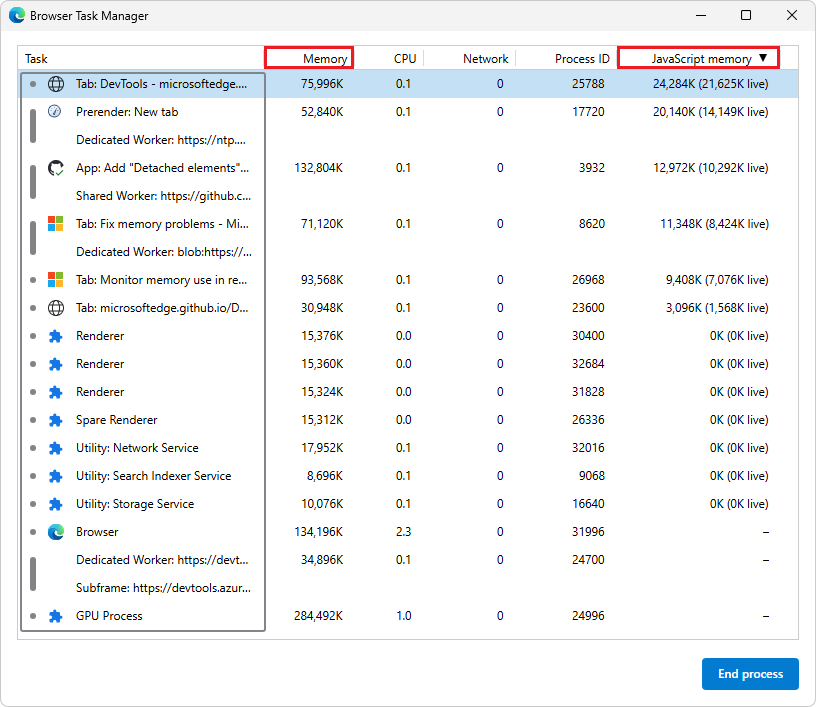 Browser Task Manager
Task Memory CPU Network Process ID JavaScript memory ▼
Tab: DevTools - microsoftedge.... 75,996K 0.1 0 25788 24,284K (21,625K live)
Prerender: New tab 52,840K 0.1 0 17720 20,140K (14,149K live)
Dedicated Worker: https://ntp....
App: Add "Detached elements"... 132,804K 0.1 0 3932 12,972K (10,292K live)
Shared Worker: https://github.c...
Tab: Fix memory problems - Mi... 71,120K 0.1 0 8620 11,348K (8,424K live)
Dedicated Worker: blob:https://...
Tab: Monitor memory use in re... 93,568K 0.1 0 26968 9,408K (7,076K live)
Tab: microsoftedge.github.io/D... 30,948K 0.1 0 23600 3,096K (1,568K live)
Renderer 15,376K 0.0 0 30400 0K (0K live)
Renderer 15,360K 0.0 0 32684 0K (0K live)
Renderer 15,324K 0.0 0 31828 0K (0K live)
Spare Renderer 15,312K 0.0 0 26336 0K (0K live)
Utility: Network Service 17,952K 0.1 0 32016 0K (0K live)
Utility: Search Indexer Service 8,696K 0.1 0 9068 0K (0K live)
Utility: Storage Service 10,076K 0.1 0 16640 0K (0K live)
Browser 134,196K 2.3 0 31996 –
Dedicated Worker: https://devt... 34,896K 0.1 0 24700 –
Subframe: https://devtools.azur...
GPU Process 284,492K 1.0 0 24996 –
End process